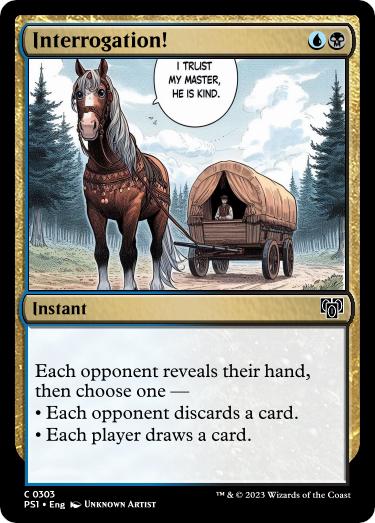 Interrogation!
I TRUST
MY MASTER,
HE IS KIND.
Instant
Each opponent reveals their hand,
then choose one —
• Each opponent discards a card.
• Each player draws a card.
C 0303
PS1 • Eng Unknown Artist
™ & © 2023 Wizards of the Coast